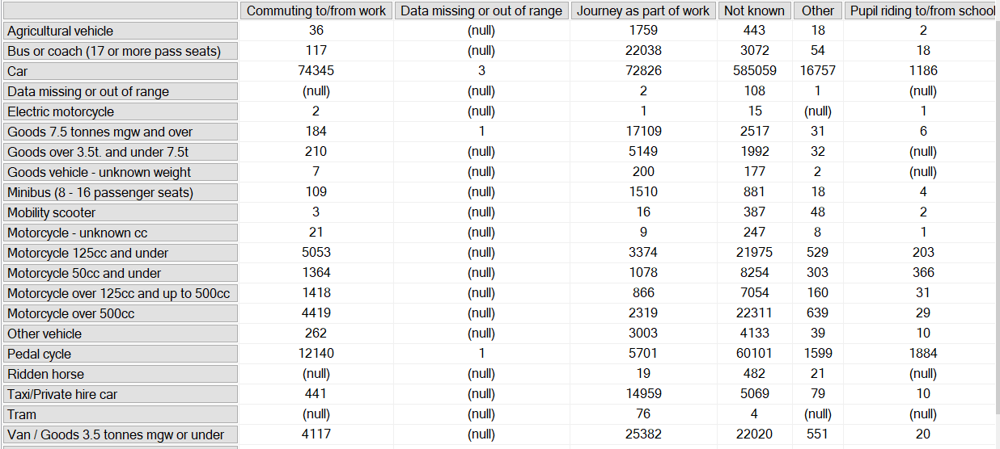 Commuting to/from work Data missing or out of range Journey as part of work Not known Other Pupil riding to/from school
Agricultural vehicle 36 (null) 1759 443 18 2
Bus or coach (17 or more pass seats) 117 (null) 22038 3072 54 18
Car 74345 3 72826 585059 16757 1186
Data missing or out of range (null) (null) 2 108 1 (null)
Electric motorcycle 2 (null) 1 15 (null) 1
Goods 7.5 tonnes mgw and over 184 1 17109 2517 31 6
Goods over 3.5t. and under 7.5t 210 (null) 5149 1992 32 (null)
Goods vehicle - unknown weight 7 (null) 200 177 2 (null)
Minibus (8 - 16 passenger seats) 109 (null) 1510 881 18 4
Mobility scooter 3 (null) 16 387 48 2
Motorcycle - unknown cc 21 (null) 9 247 8 1
Motorcycle 125cc and under 5053 (null) 3374 21975 529 203
Motorcycle 50cc and under 1364 (null) 1078 8254 303 366
Motorcycle over 125cc and up to 500cc 1418 (null) 866 7054 160 31
Motorcycle over 500cc 4419 (null) 2319 22311 639 29
Other vehicle 262 (null) 3003 4133 39 10
Pedal cycle 12140 1 5701 60101 1599 1884
Ridden horse (null) (null) 19 482 21 (null)
Taxi/Private hire car 441 (null) 14959 5069 79 10
Tram (null) (null) 76 4 (null) (null)
Van / Goods 3.5 tonnes mgw or under 4117 (null) 25382 22020 551 20